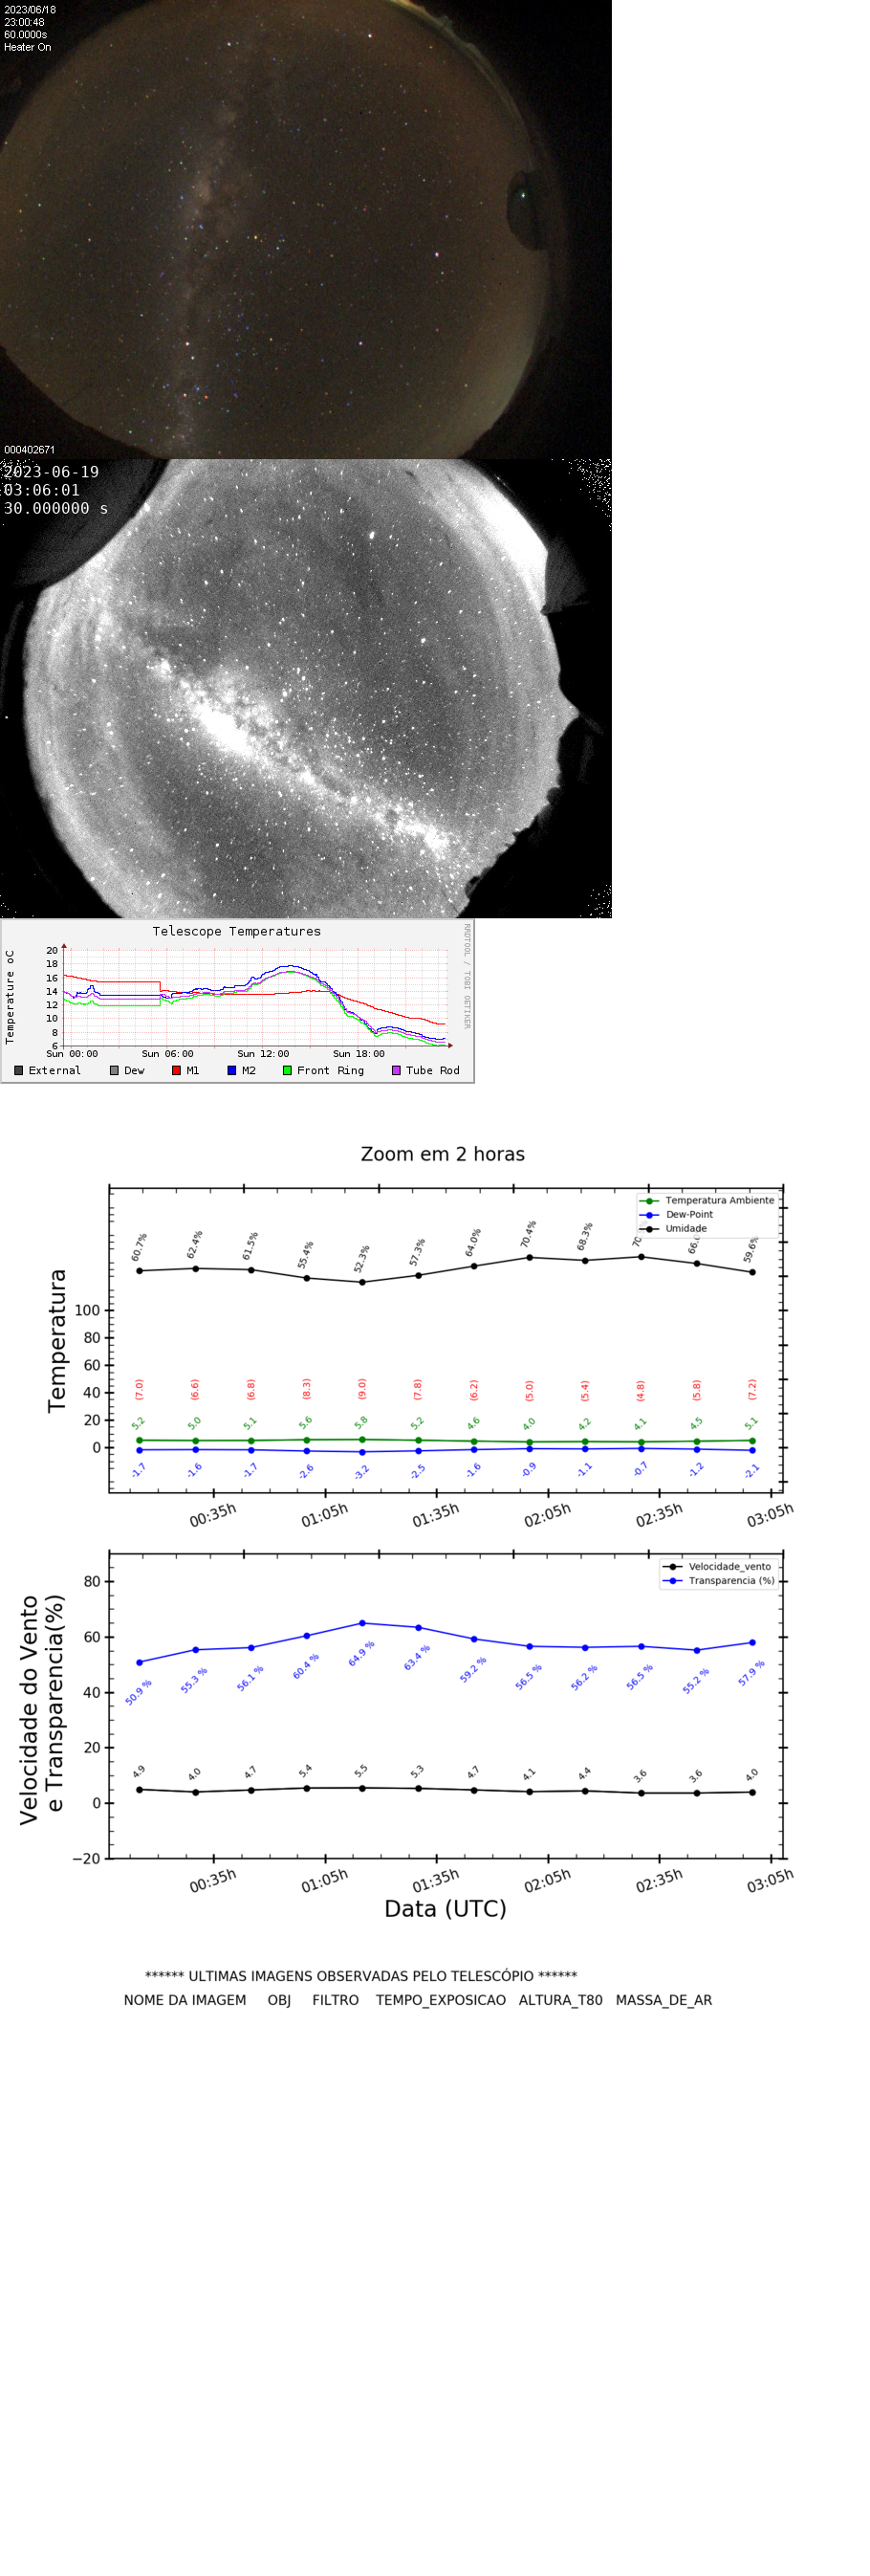 2023/06/18
23:00:48
60.0000s
Heater On
000402671
2023-06-19
03:06:01
30.000000 s
Telescope Temperatures
RRDTOOL / TOBI OETIKER
Temperature oC
20
18
16
14
12
10
8
6
Sun 00:00 Sun 06:00 Sun 12:00 Sun 18:00
External Dew M1 M2 Front Ring Tube Rod
Zoom em 2 horas
Temperatura Ambiente
Dew-Point
Umidade
60.7% 62.4% 61.5% 55.4% 52.3% 57.3% 64.0% 70.4% 68.3% 59.6%
Temperatura
100
80
60
40
20
0
(7.0) (6.6) (6.8) (8.3) (9.0) (7.8) (6.2) (5.0) (5.4) (4.8) (5.8) (7.2)
5.2 5.0 5.1 5.6 5.8 5.2 4.6 4.0 4.2 4.1 4.5 5.1
-1.7 -1.6 -1.7 -2.6 -3.2 -2.5 -1.6 -0.9 -1.1 -0.7 -1.2 -2.1
00:35h 01:05h 01:35h 02:05h 02:35h 03:05h
Velocidade_vento
Transparencia (%)
Velocidade do Vento
e Transparencia(%)
80
60
40
20
0
−20
50.9 % 55.3 % 56.1 % 60.4 % 64.9 % 63.4 % 59.2 % 56.5 % 56.2 % 56.5 % 55.2 % 57.9 %
4.9 4.0 4.7 5.4 5.5 5.3 4.7 4.1 4.4 3.6 3.6 4.0
00:35h 01:05h 01:35h 02:05h 02:35h 03:05h
Data (UTC)
****** ULTIMAS IMAGENS OBSERVADAS PELO TELESCÓPIO ******
NOME DA IMAGEM OBJ FILTRO TEMPO_EXPOSICAO ALTURA_T80 MASSA_DE_AR